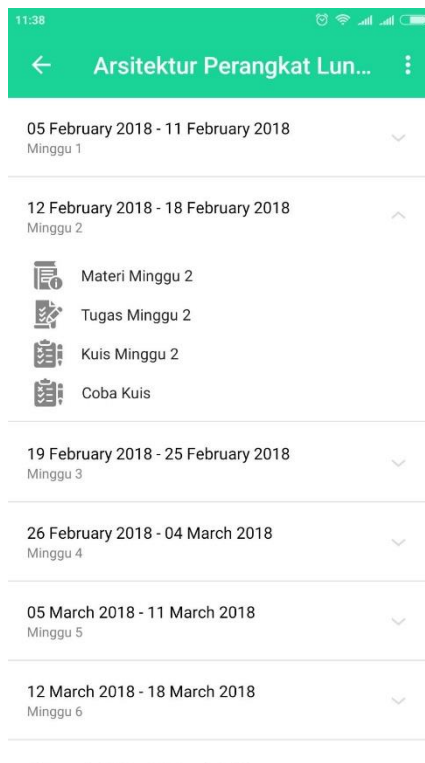 11:38
Arsitektur Perangkat Lun...
05 February 2018 - 11 February 2018
Minggu 1
12 February 2018 - 18 February 2018
Minggu 2
Materi Minggu 2
Tugas Minggu 2
Kuis Minggu 2
Coba Kuis
19 February 2018 - 25 February 2018
Minggu 3
26 February 2018 - 04 March 2018
Minggu 4
05 March 2018 - 11 March 2018
Minggu 5
12 March 2018 - 18 March 2018
Minggu 6